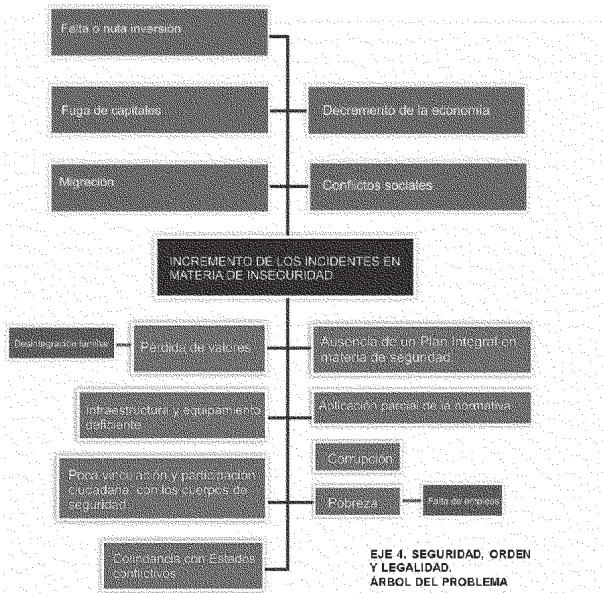 Falta o nula inversión
Fuga de capitales
Decremento de la economía
Migración
Conflictos sociales
INCREMENTO DE LOS INCIDENTES EN
MATERIA DE INSEGURIDAD
Desintegración familiar
Perdida de valores
Ausencia de un Plan Integral en
materia de seguridad
Infraestructura y equipamiento
deficiente
Aplicación parcial de la normativa
Corrupción
Poca vinculación y participación
ciudadana, con los cuerpos de
seguridad
Pobreza
Falta de empleos
Colindancia con Estados
conflictivos
EJE 4. SEGURIDAD, ORDEN
Y LEGALIDAD.
ÁRBOL DEL PROBLEMA